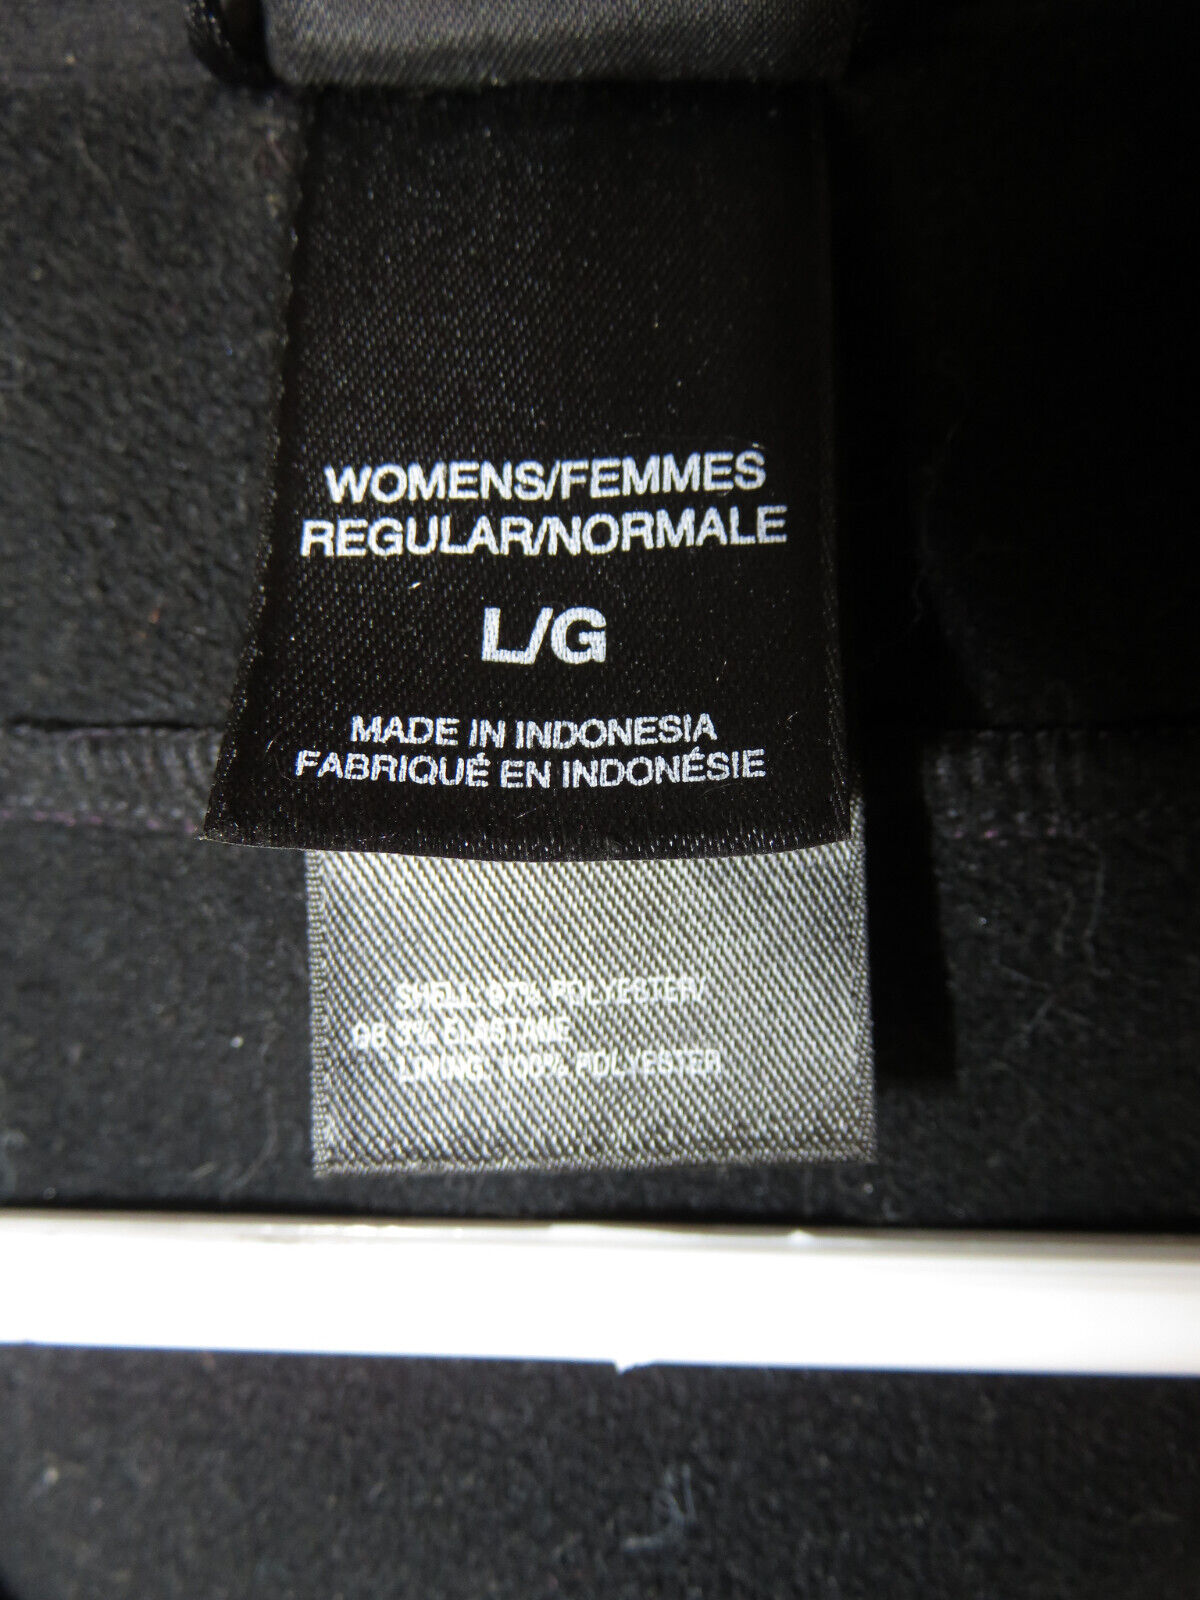 WOMENS/FEMMES
REGULAR/NORMALE
L/G
MADE IN INDONESIA
FABRIQUÉ EN INDONÉSIE
SHELL: 97% POLYESTER/
3% ELASTANE
LINING: 100% POLYESTER